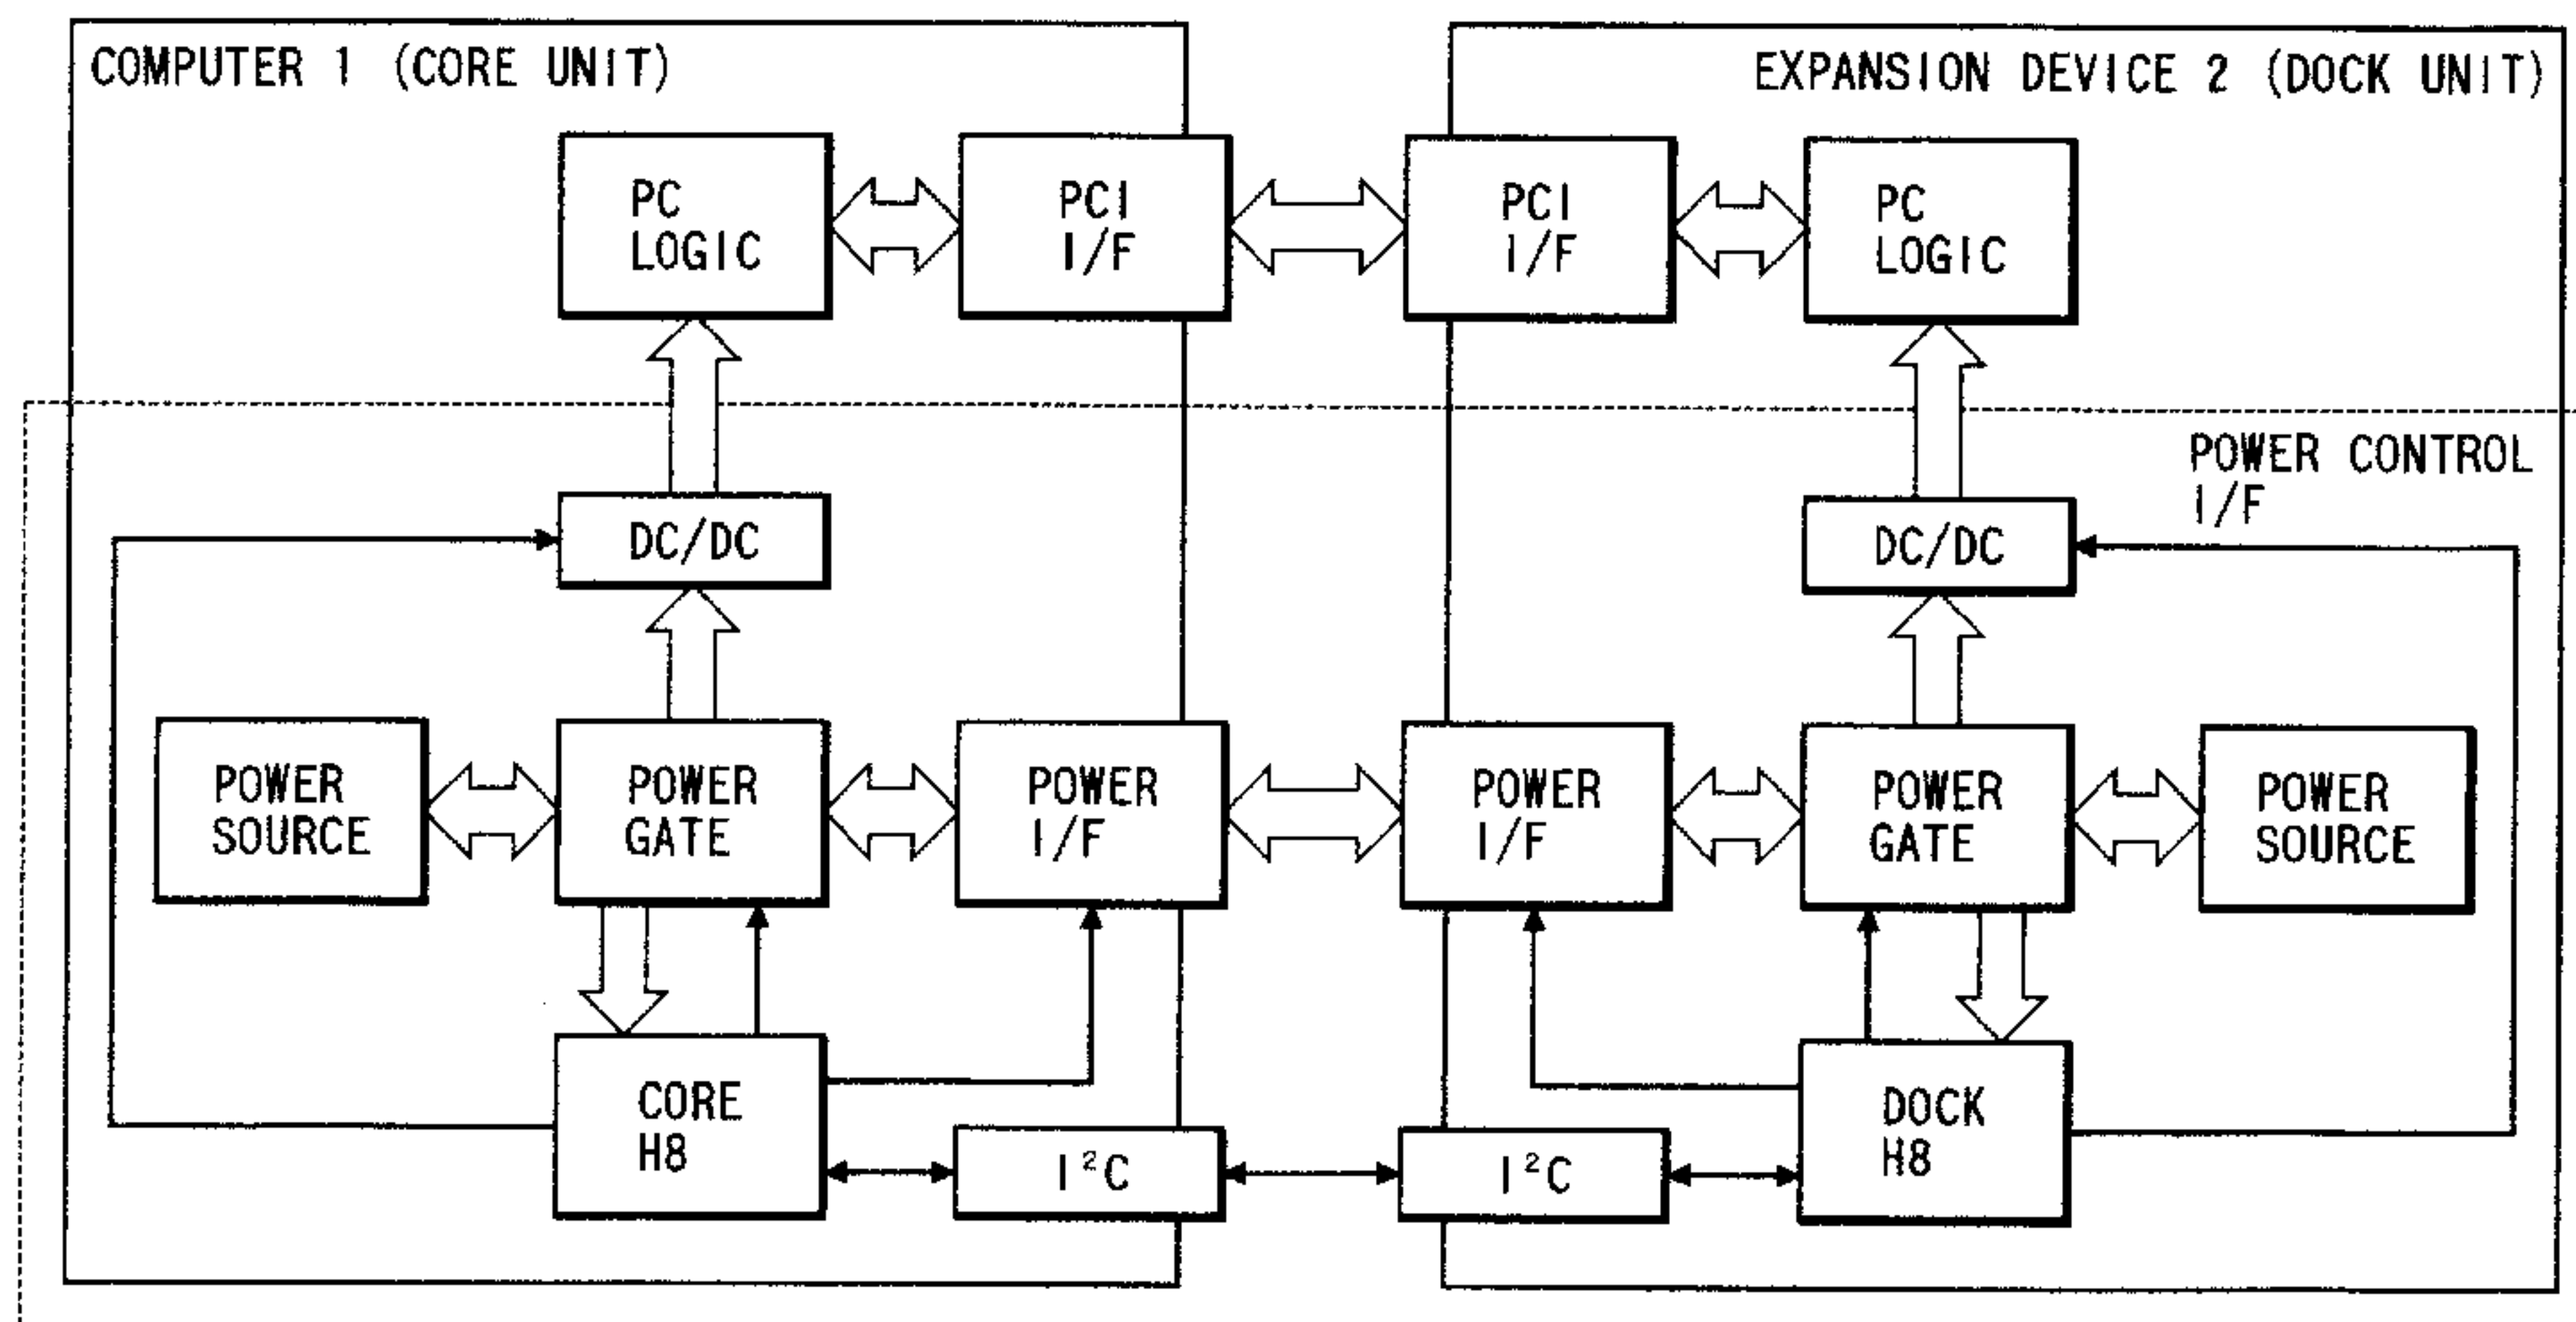 COMPUTER 1 (CORE UNIT)
EXPANSION DEVICE 2 (DOCK UNIT)
PC
LOGIC
PCI
I/F
PCI
I/F
PC
LOGIC
POWER CONTROL
I/F
DC/DC
DC/DC
POWER
SOURCE
POWER
GATE
POWER
I/F
POWER
I/F
POWER
GATE
POWER
SOURCE
CORE
H8
I²C
I²C
DOCK
H8